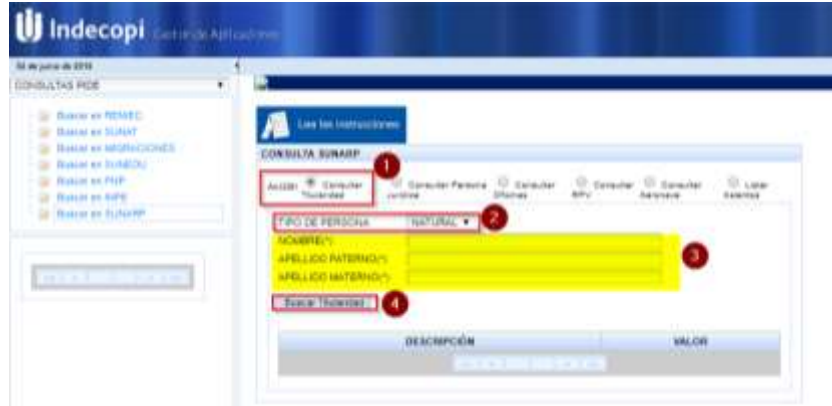 Indecopi
CONSULTAS PIDE
Buscar en RENIEC
Buscar en SUNAT
Buscar en MIGRACIONES
Buscar en SUNEDU
Buscar en PNP
Buscar en INPE
Buscar en SUNARP
Lea las Instrucciones
CONSULTA SUNARP
1
Acción: Consultar Titularidad Consultar Persona Jurídica Consultar Oficinas Consultar Consultar Aeronave Listar Asientos
TIPO DE PERSONA NATURAL 2
NOMBRE(*)
APELLIDO PATERNO(*) 3
APELLIDO MATERNO(*)
Buscar Titularidad 4
DESCRIPCIÓN VALOR